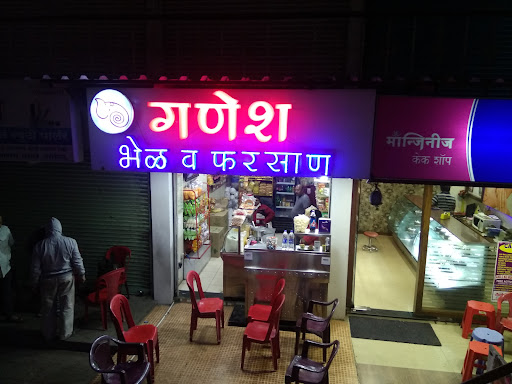 गणेश
भेळ व फरसाण
मॉन्जिनीज
केक शॉप